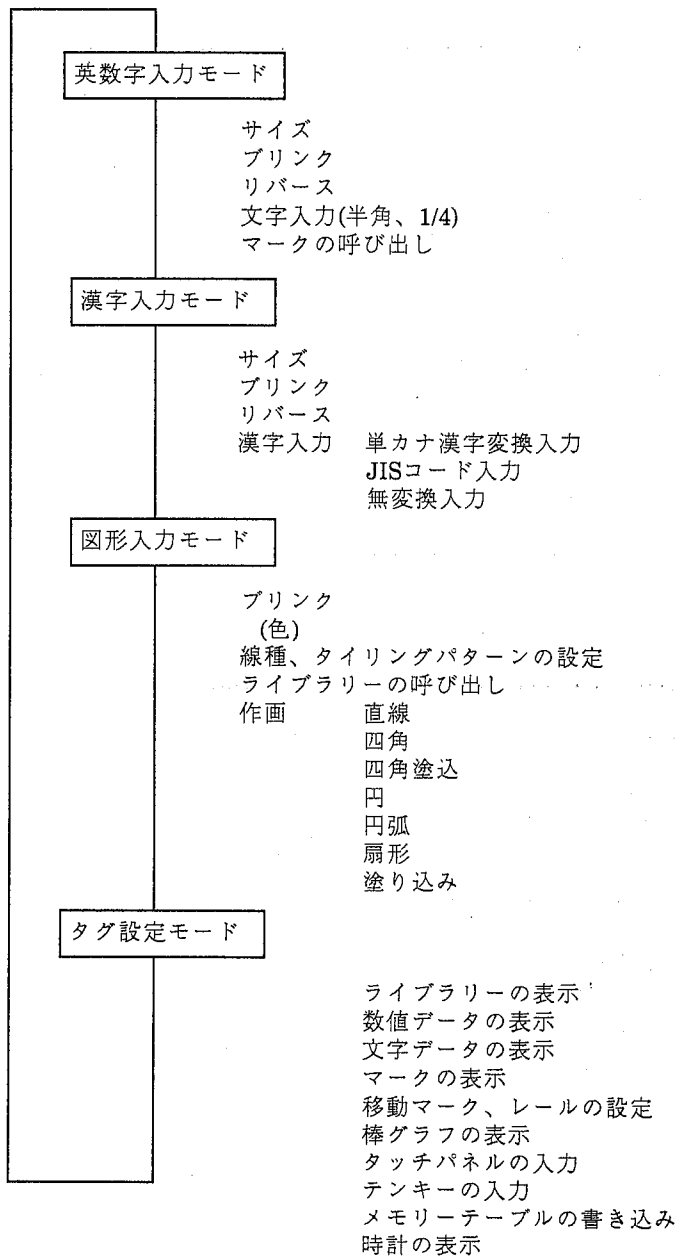 英数字入力モード
サイズ
ブリンク
リバース
文字入力(半角、1/4)
マークの呼び出し
漢字入力モード
サイズ
ブリンク
リバース
漢字入力 単カナ漢字変換入力
JISコード入力
無変換入力
図形入力モード
ブリンク
(色)
線種、タイリングパターンの設定
ライブラリーの呼び出し
作画 直線
四角
四角塗込
円
円弧
扇形
塗り込み
タグ設定モード
ライブラリーの表示
数値データの表示
文字データの表示
マークの表示
移動マーク、レールの設定
棒グラフの表示
タッチパネルの入力
テンキーの入力
メモリーテーブルの書き込み
時計の表示